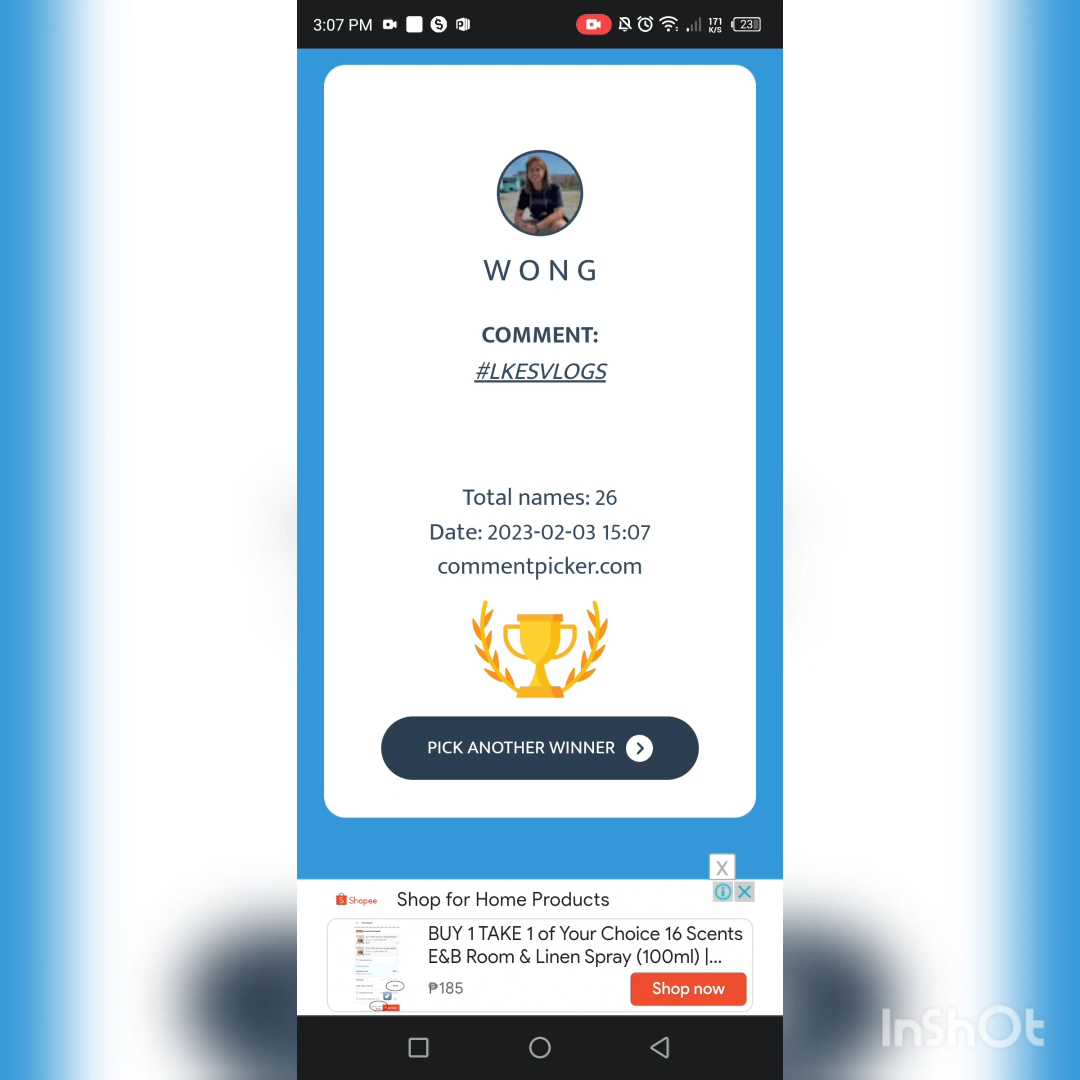 3:07 PM
171
K/S
23
W O N G
COMMENT:
#LKESVLOGS
Total names: 26
Date: 2023-02-03 15:07
commentpicker.com
PICK ANOTHER WINNER
X
Shopee
Shop for Home Products
BUY 1 TAKE 1 of Your Choice 16 Scents
E&B Room & Linen Spray (100ml) |...
₱185
Shop now
InShOt